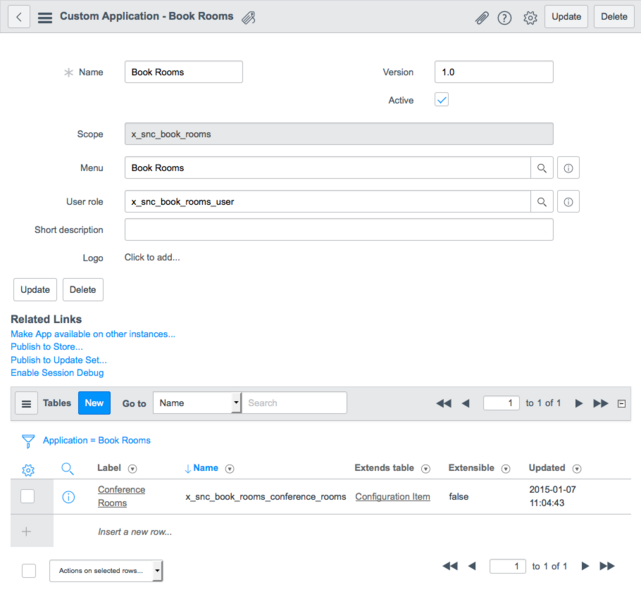 Custom Application - Book Rooms
Update
Delete
Name
Book Rooms
Version
1.0
Active
Scope
x_snc_book_rooms
Menu
Book Rooms
User role
x_snc_book_rooms_user
Short description
Logo
Click to add...
Update
Delete
Related Links
Make App available on other instances...
Publish to Store...
Publish to Update Set...
Enable Session Debug
Tables
New
Go to
Name
Search
1
to 1 of 1
Application = Book Rooms
Label
Name
Extends table
Extensible
Updated
Conference
Rooms
x_snc_book_rooms_conference_rooms
Configuration Item
false
2015-01-07
11:04:43
Insert a new row...
Actions on selected rows...
1
to 1 of 1